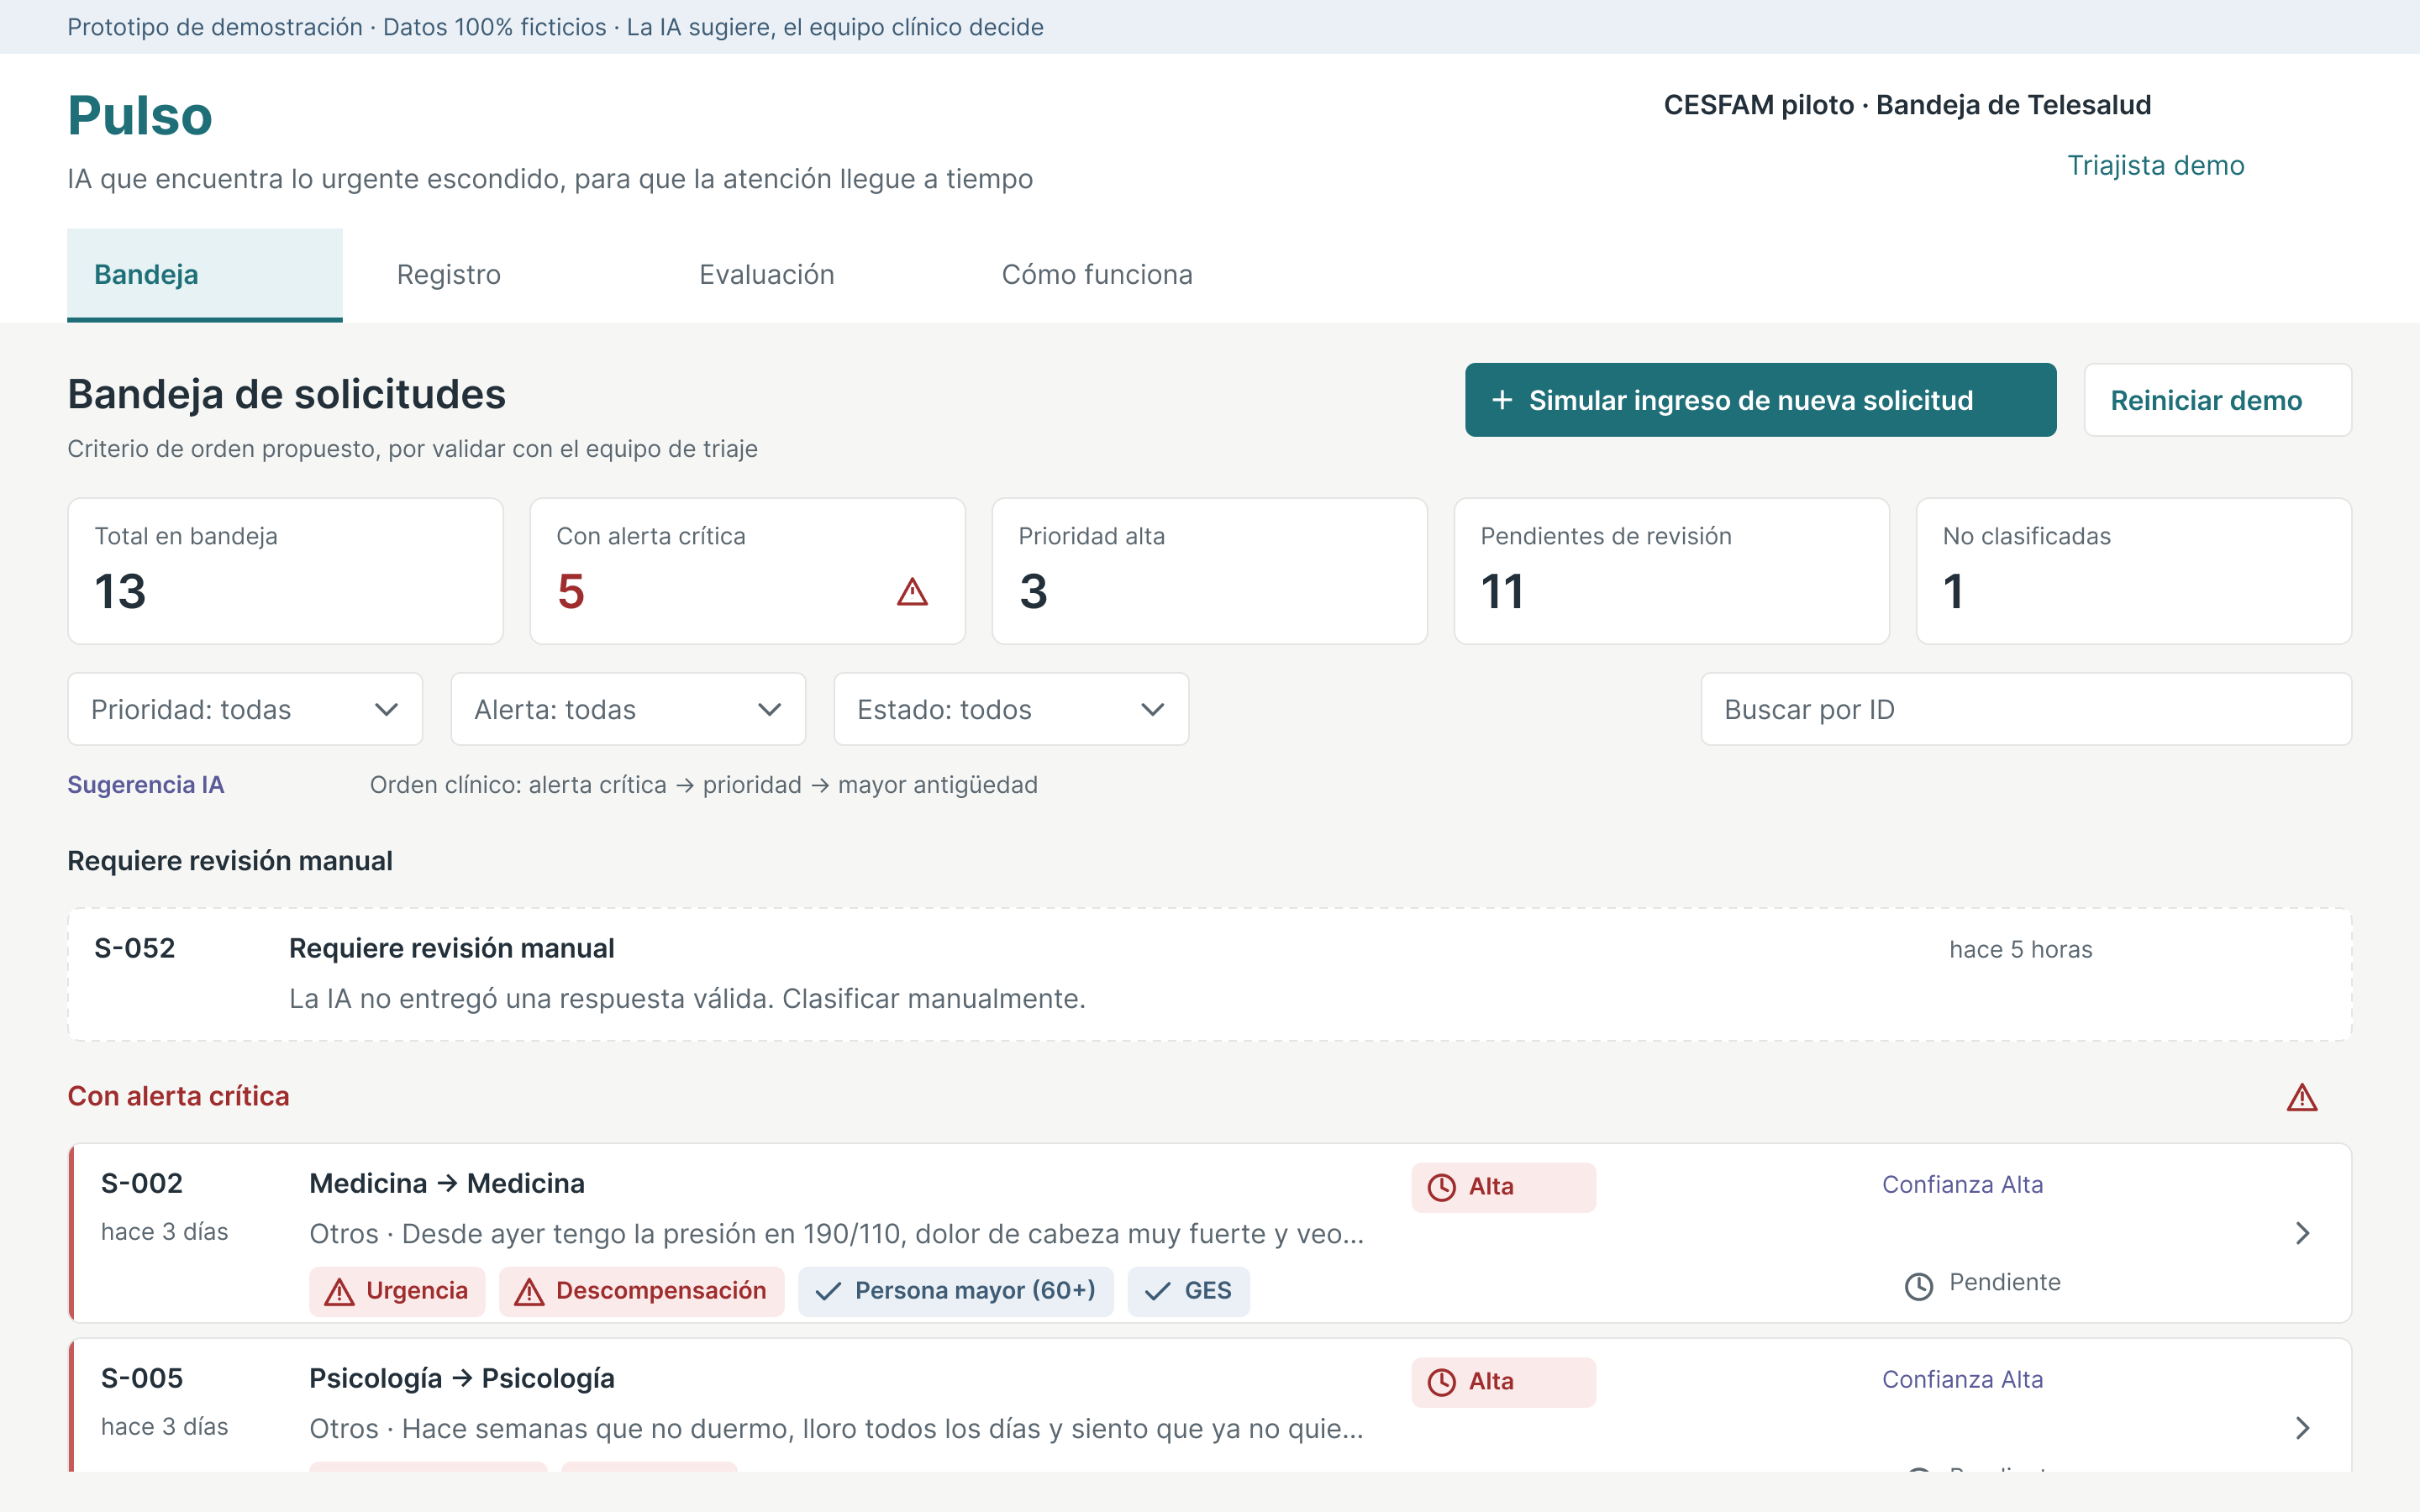 Prototipo de demostración · Datos 100% ficticios · La IA sugiere, el equipo clínico decide
Pulso
CESFAM piloto · Bandeja de Telesalud
IA que encuentra lo urgente escondido, para que la atención llegue a tiempo
Triajista demo
Bandeja
Registro
Evaluación
Cómo funciona
Bandeja de solicitudes
+ Simular ingreso de nueva solicitud
Reiniciar demo
Criterio de orden propuesto, por validar con el equipo de triaje
Total en bandeja
13
Con alerta crítica
5
Prioridad alta
3
Pendientes de revisión
11
No clasificadas
1
Prioridad: todas
Alerta: todas
Estado: todos
Buscar por ID
Sugerencia IA
Orden clínico: alerta crítica → prioridad → mayor antigüedad
Requiere revisión manual
S-052
Requiere revisión manual
hace 5 horas
La IA no entregó una respuesta válida. Clasificar manualmente.
Con alerta crítica
S-002
Medicina → Medicina
Alta
Confianza Alta
hace 3 días
Otros · Desde ayer tengo la presión en 190/110, dolor de cabeza muy fuerte y veo...
Urgencia
Descompensación
Persona mayor (60+)
GES
Pendiente
S-005
Psicología → Psicología
Alta
Confianza Alta
hace 3 días
Otros · Hace semanas que no duermo, lloro todos los días y siento que ya no quie...